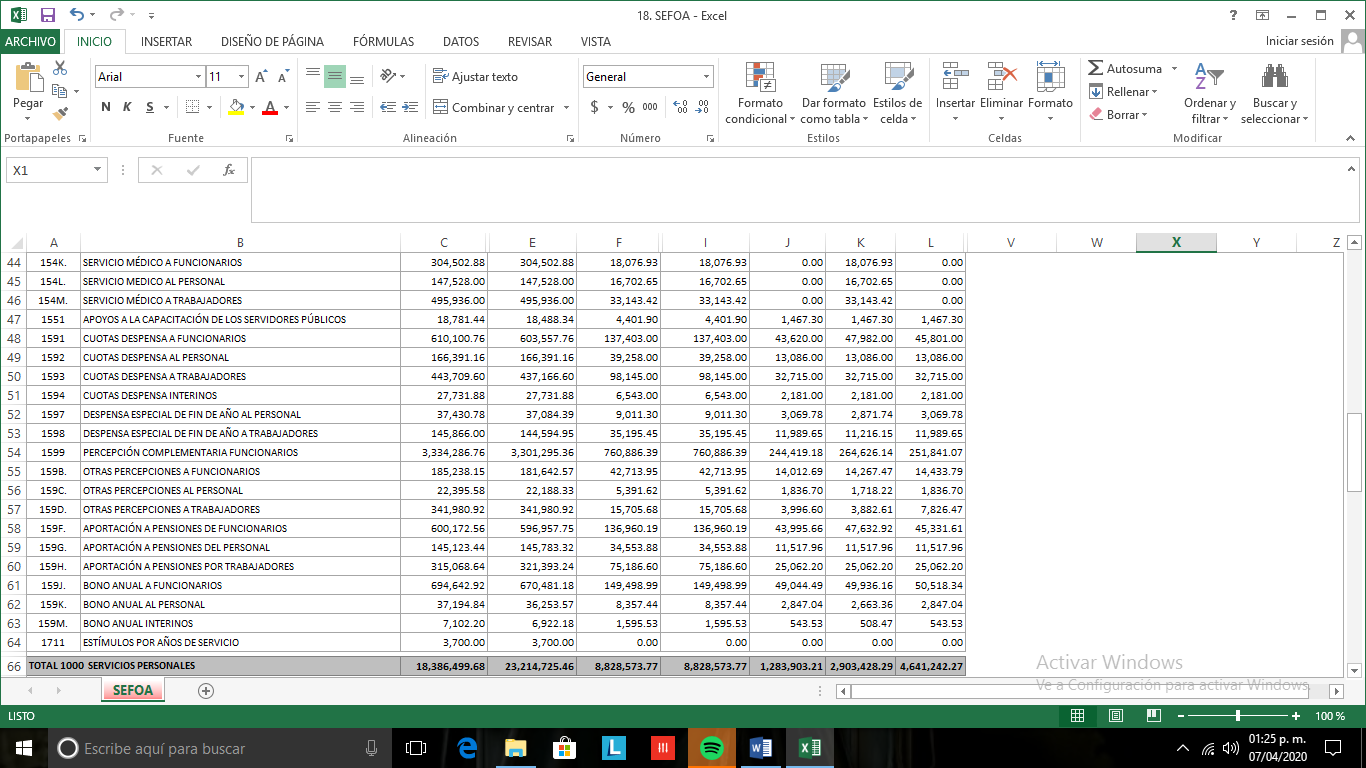 18. SEFOA - Excel
ARCHIVO INICIO INSERTAR DISEÑO DE PÁGINA FÓRMULAS DATOS REVISAR VISTA Iniciar sesión
Pegar
Arial 11
N K S
Ajustar texto
Combinar y centrar
General
$ % 000
Formato condicional
Dar formato como tabla
Estilos de celda
Insertar
Eliminar
Formato
Autosuma
Rellenar
Borrar
Ordenar y filtrar
Buscar y seleccionar
Portapapeles Fuente Alineación Número Estilos Celdas Modificar
X1 fx
A B C E F I J K L V W X Y Z
44 154K. SERVICIO MÉDICO A FUNCIONARIOS 304,502.88 304,502.88 18,076.93 18,076.93 0.00 18,076.93 0.00
45 154L. SERVICIO MEDICO AL PERSONAL 147,528.00 147,528.00 16,702.65 16,702.65 0.00 16,702.65 0.00
46 154M. SERVICIO MÉDICO A TRABAJADORES 495,936.00 495,936.00 33,143.42 33,143.42 0.00 33,143.42 0.00
47 1551 APOYOS A LA CAPACITACIÓN DE LOS SERVIDORES PÚBLICOS 18,781.44 18,488.34 4,401.90 4,401.90 1,467.30 1,467.30 1,467.30
48 1591 CUOTAS DESPENSA A FUNCIONARIOS 610,100.76 603,557.76 137,403.00 137,403.00 43,620.00 47,982.00 45,801.00
49 1592 CUOTAS DESPENSA AL PERSONAL 166,391.16 166,391.16 39,258.00 39,258.00 13,086.00 13,086.00 13,086.00
50 1593 CUOTAS DESPENSA A TRABAJADORES 443,709.60 437,166.60 98,145.00 98,145.00 32,715.00 32,715.00 32,715.00
51 1594 CUOTAS DESPENSA INTERINOS 27,731.88 27,731.88 6,543.00 6,543.00 2,181.00 2,181.00 2,181.00
52 1597 DESPENSA ESPECIAL DE FIN DE AÑO AL PERSONAL 37,430.78 37,084.39 9,011.30 9,011.30 3,069.78 2,871.74 3,069.78
53 1598 DESPENSA ESPECIAL DE FIN DE AÑO A TRABAJADORES 145,866.00 144,594.95 35,195.45 35,195.45 11,989.65 11,216.15 11,989.65
54 1599 PERCEPCIÓN COMPLEMENTARIA FUNCIONARIOS 3,334,286.76 3,301,295.36 760,886.39 760,886.39 244,419.18 264,626.14 251,841.07
55 159B. OTRAS PERCEPCIONES A FUNCIONARIOS 185,238.15 181,642.57 42,713.95 42,713.95 14,012.69 14,267.47 14,433.79
56 159C. OTRAS PERCEPCIONES AL PERSONAL 22,395.58 22,188.33 5,391.62 5,391.62 1,836.70 1,718.22 1,836.70
57 159D. OTRAS PERCEPCIONES A TRABAJADORES 341,980.92 341,980.92 15,705.68 15,705.68 3,996.60 3,882.61 7,826.47
58 159F. APORTACIÓN A PENSIONES DE FUNCIONARIOS 600,172.56 596,957.75 136,960.19 136,960.19 43,995.66 47,632.92 45,331.61
59 159G. APORTACIÓN A PENSIONES DEL PERSONAL 145,123.44 145,783.32 34,553.88 34,553.88 11,517.96 11,517.96 11,517.96
60 159H. APORTACIÓN A PENSIONES POR TRABAJADORES 315,068.64 321,393.24 75,186.60 75,186.60 25,062.20 25,062.20 25,062.20
61 159J. BONO ANUAL A FUNCIONARIOS 694,642.92 670,481.18 149,498.99 149,498.99 49,044.49 49,936.16 50,518.34
62 159K. BONO ANUAL AL PERSONAL 37,194.84 36,253.57 8,357.44 8,357.44 2,847.04 2,663.36 2,847.04
63 159M. BONO ANUAL INTERINOS 7,102.20 6,922.18 1,595.53 1,595.53 543.53 508.47 543.53
64 1711 ESTÍMULOS POR AÑOS DE SERVICIO 3,700.00 3,700.00 0.00 0.00 0.00 0.00 0.00
66 TOTAL 1000 SERVICIOS PERSONALES 18,386,499.68 23,214,725.46 8,828,573.77 8,828,573.77 1,283,903.21 2,903,428.29 4,641,242.27
Activar Windows
Ve a Configuración para activar Windows.
SEFOA
LISTO 100 %
Escribe aquí para buscar
01:25 p. m.
07/04/2020